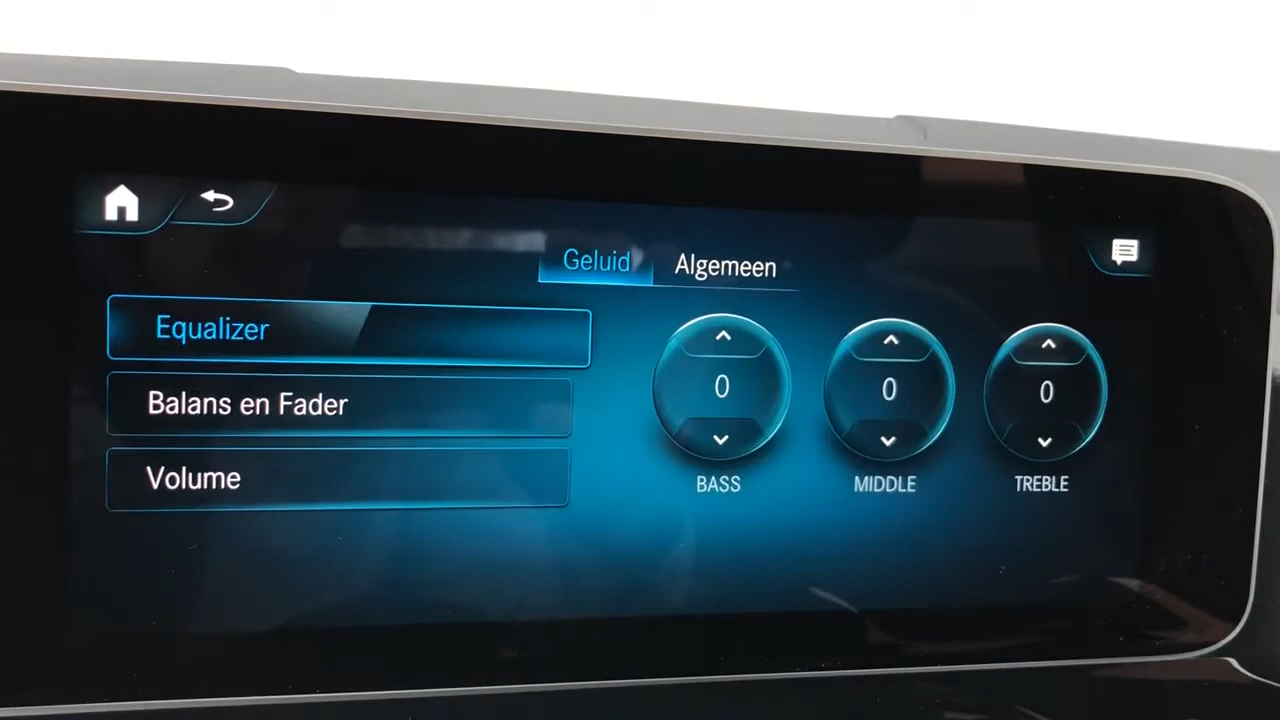 Geluid Algemeen
Equalizer
Balans en Fader
Volume
0 0 0
BASS MIDDLE TREBLE